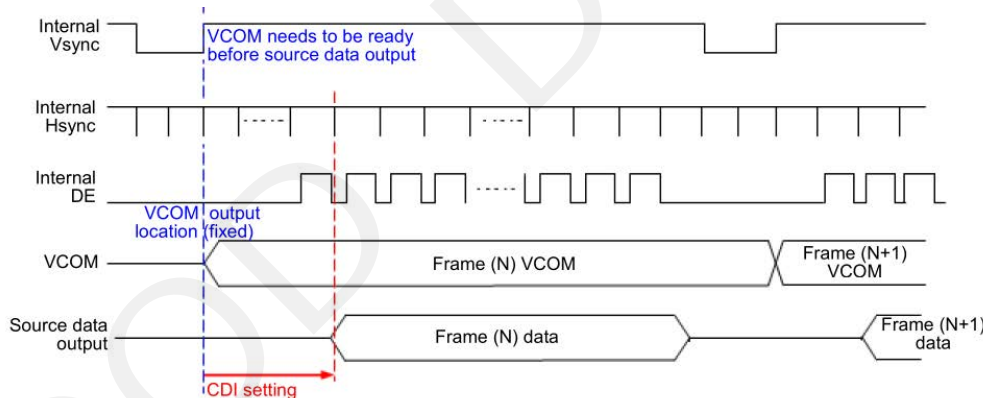 Internal
Vsync
VCOM needs to be ready
before source data output
Internal
Hsync
Internal
DE
VCOM output
location (fixed)
VCOM
Frame (N) VCOM
Frame (N+1)
VCOM
Source data
output
Frame (N) data
Frame (N+1)
data
CDI setting